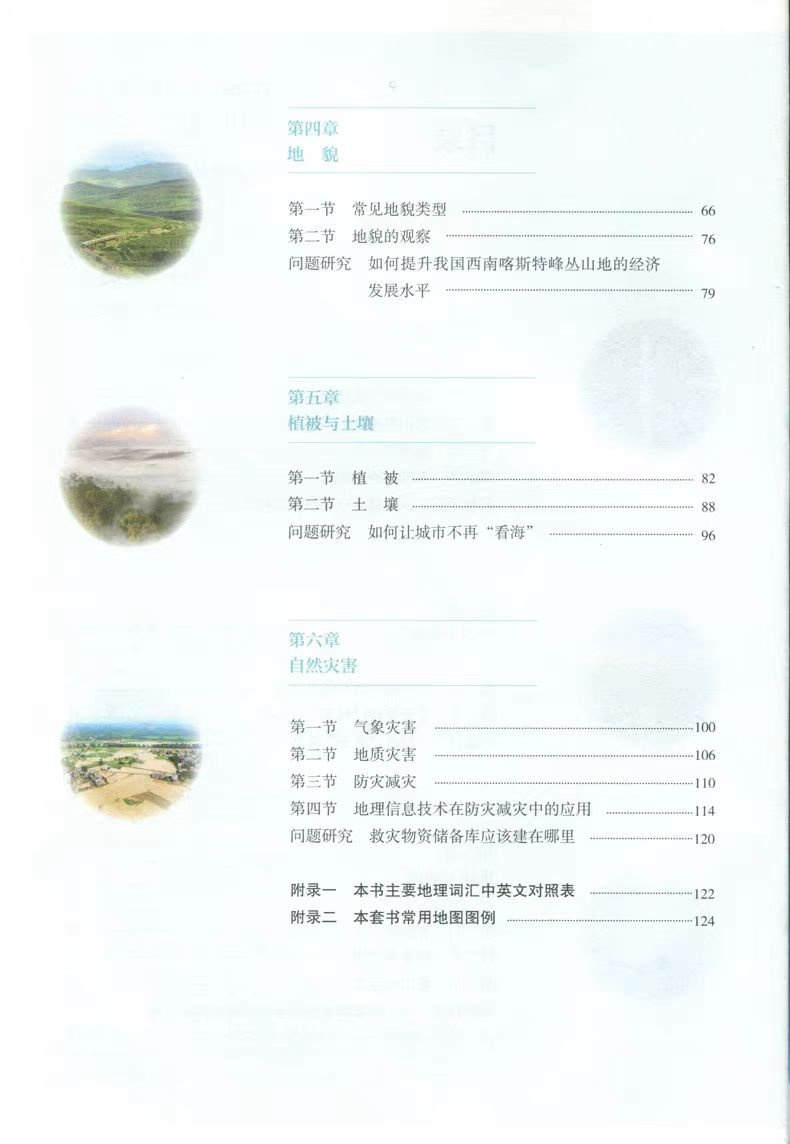 第四章
地 貌
第一节 常见地貌类型 66
第二节 地貌的观察 76
问题研究 如何提升我国西南喀斯特峰丛山地的经济
发展水平 79
第五章
植被与土壤
第一节 植 被 82
第二节 土 壤 88
问题研究 如何让城市不再“看海” 96
第六章
自然灾害
第一节 气象灾害 100
第二节 地质灾害 106
第三节 防灾减灾 110
第四节 地理信息技术在防灾减灾中的应用 114
问题研究 救灾物资储备库应该建在哪里 120
附录一 本书主要地理词汇中英文对照表 122
附录二 本套书常用地图图例 124